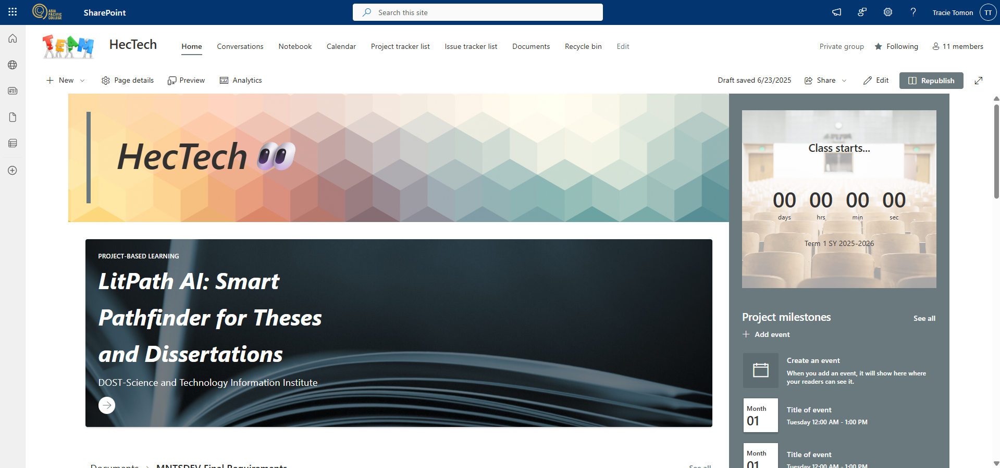 ASIA
PACIFIC
COLLEGE
SharePoint
Search this site
Tracie Tomon
TT
TEAM
HecTech
Home
Conversations
Notebook
Calendar
Project tracker list
Issue tracker list
Documents
Recycle bin
Edit
Private group
Following
11 members
New
Page details
Preview
Analytics
Draft saved 6/23/2025
Share
Edit
Republish
HecTech 👀
PROJECT-BASED LEARNING
LitPath AI: Smart
Pathfinder for Theses
and Dissertations
DOST-Science and Technology Information Institute
Documents > MNTSDEV Final Requirements
See all
Class starts...
00 00 00 00
days hrs min sec
Term 1 SY 2025-2026
Project milestones
See all
Add event
Create an event
When you add an event, it will show here where
your readers can see it.
Month
01
Title of event
Tuesday 12:00 AM - 1:00 PM
Month
01
Title of event
Tuesday 12:00 AM - 1:00 PM